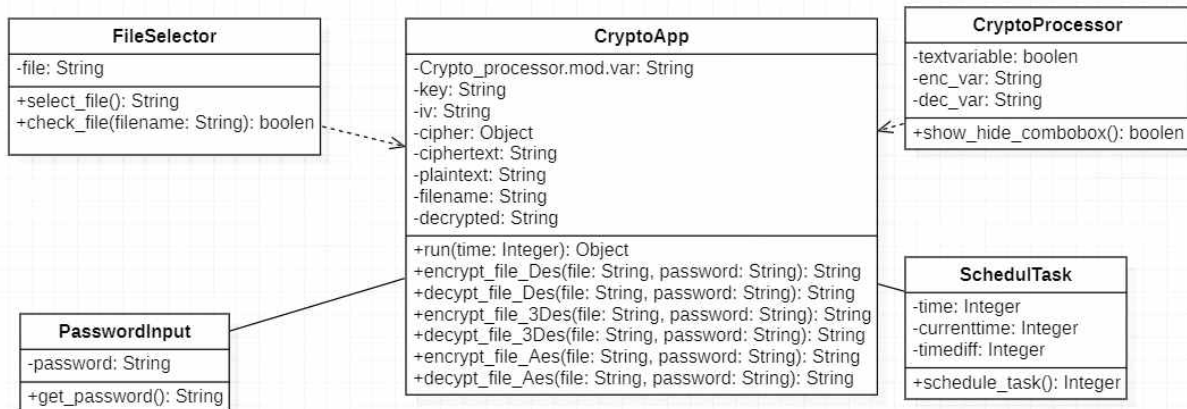 FileSelector
-file: String
+select_file(): String
+check_file(filename: String): boolen
CryptoApp
-Crypto_processor.mod.var: String
-key: String
-iv: String
-cipher: Object
-ciphertext: String
-plaintext: String
-filename: String
-decrypted: String
+run(time: Integer): Object
+encrypt_file_Des(file: String, password: String): String
+decypt_file_Des(file: String, password: String): String
+encrypt_file_3Des(file: String, password: String): String
+decypt_file_3Des(file: String, password: String): String
+encrypt_file_Aes(file: String, password: String): String
+decypt_file_Aes(file: String, password: String): String
CryptoProcessor
-textvariable: boolen
-enc_var: String
-dec_var: String
+show_hide_combobox(): boolen
PasswordInput
-password: String
+get_password(): String
SchedulTask
-time: Integer
-currenttime: Integer
-timediff: Integer
+schedule_task(): Integer